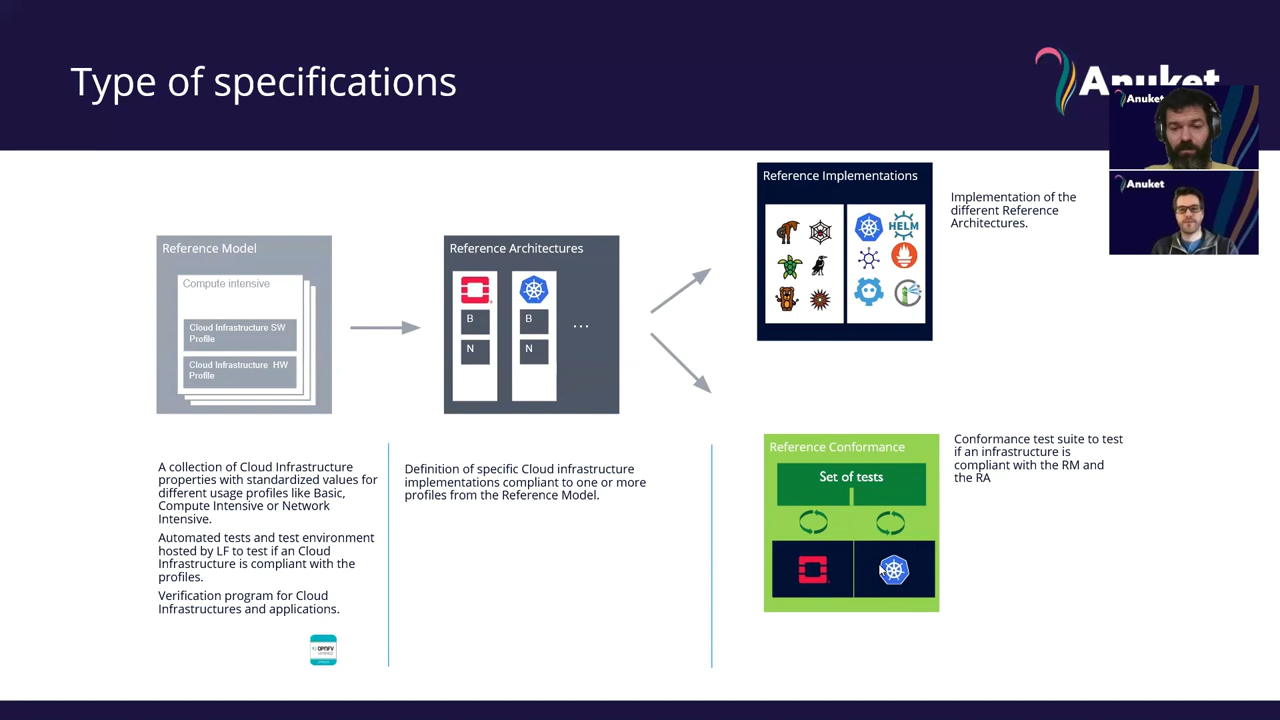 Type of specifications
Anuket
Anuket
Anuket
Reference Model
Compute intensive
Cloud Infrastructure SW
Profile
Cloud Infrastructure HW
Profile
Reference Architectures
B
N
B
N
...
Reference Implementations
HELM
Implementation of the
different Reference
Architectures.
A collection of Cloud Infrastructure
properties with standardized values for
different usage profiles like Basic,
Compute Intensive or Network
Intensive.
Automated tests and test environment
hosted by LF to test if an Cloud
Infrastructure is compliant with the
profiles.
Verification program for Cloud
Infrastructures and applications.
OPNFV
Definition of specific Cloud infrastructure
implementations compliant to one or more
profiles from the Reference Model.
Reference Conformance
Set of tests
Conformance test suite to test
if an infrastructure is
compliant with the RM and
the RA